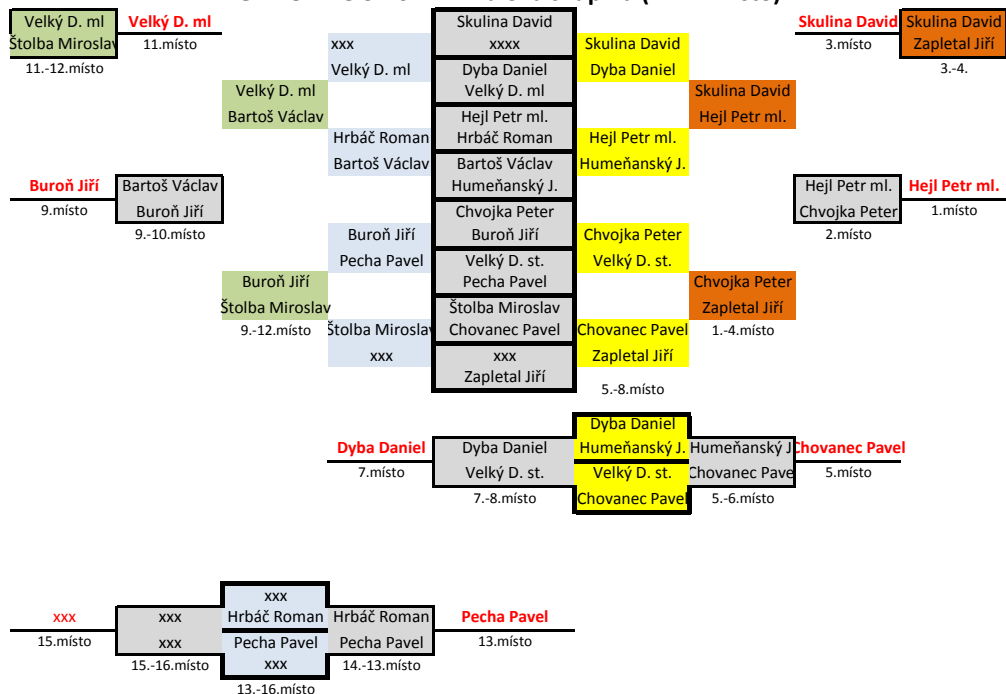 Velký D. ml
Štolba Miroslav
11.-12.místo
Velký D. ml
11.místo
Skulina David
xxxx
Dyba Daniel
Velký D. ml
Hejl Petr ml.
Hrbáč Roman
Bartoš Václav
Humeňanský J.
Chvojka Peter
Buroň Jiří
Velký D. st.
Pecha Pavel
Štolba Miroslav
Chovanec Pavel
xxx
Zapletal Jiří
xxx
Velký D. ml
Hrbáč Roman
Bartoš Václav
Buroň Jiří
Pecha Pavel
Štolba Miroslav
xxx
Velký D. ml
Bartoš Václav
Buroň Jiří
Štolba Miroslav
9.-12.místo
Buroň Jiří
9.místo
Bartoš Václav
Buroň Jiří
9.-10.místo
Skulina David
Dyba Daniel
Hejl Petr ml.
Humeňanský J.
Chvojka Peter
Velký D. st.
Chovanec Pavel
Zapletal Jiří
5.-8.místo
Skulina David
Hejl Petr ml.
Chvojka Peter
Zapletal Jiří
1.-4.místo
Skulina David
3.místo
Skulina David
Zapletal Jiří
3.-4.
Hejl Petr ml.
Chvojka Peter
2.místo
Hejl Petr ml.
1.místo
Dyba Daniel
7.místo
Dyba Daniel
Velký D. st.
7.-8.místo
Dyba Daniel
Humeňanský J.
Velký D. st.
Chovanec Pavel
Humeňanský J.
Chovanec Pave
5.-6.místo
Chovanec Pavel
5.místo
xxx
15.místo
xxx
xxx
15.-16.místo
xxx
Hrbáč Roman
Pecha Pavel
xxx
13.-16.místo
Hrbáč Roman
Pecha Pavel
14.-13.místo
Pecha Pavel
13.místo